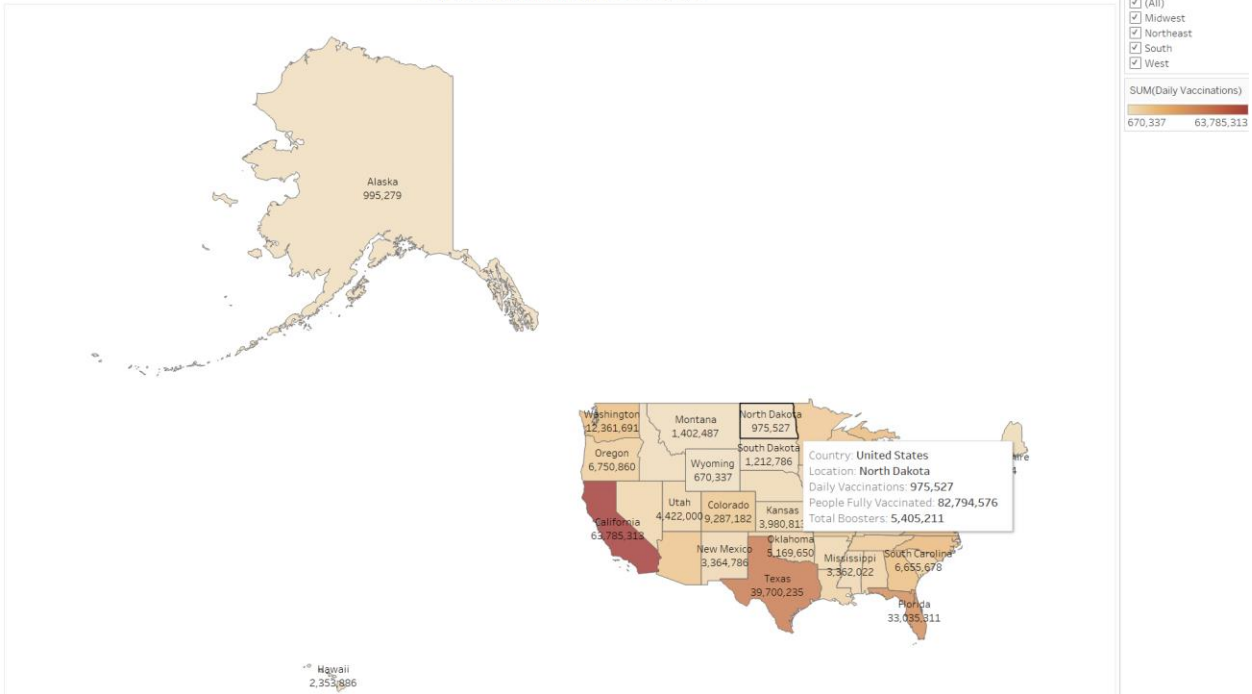 (All)
Midwest
Northeast
South
West
SUM(Daily Vaccinations)
670,337 63,785,313
Alaska
995,279
Washington
12,361,691
Montana
1,402,487
North Dakota
975,527
Oregon
6,750,860
Wyoming
670,337
South Dakota
1,212,786
Country: United States
Location: North Dakota
Daily Vaccinations: 975,527
People Fully Vaccinated: 82,794,576
Total Boosters: 5,405,211
California
63,785,313
Utah
4,422,000
Colorado
9,287,182
Kansas
3,980,813
New Mexico
3,364,786
Oklahoma
5,169,650
Mississippi
3,362,022
South Carolina
6,655,678
Texas
39,700,235
Florida
33,035,311
Hawaii
2,353,886